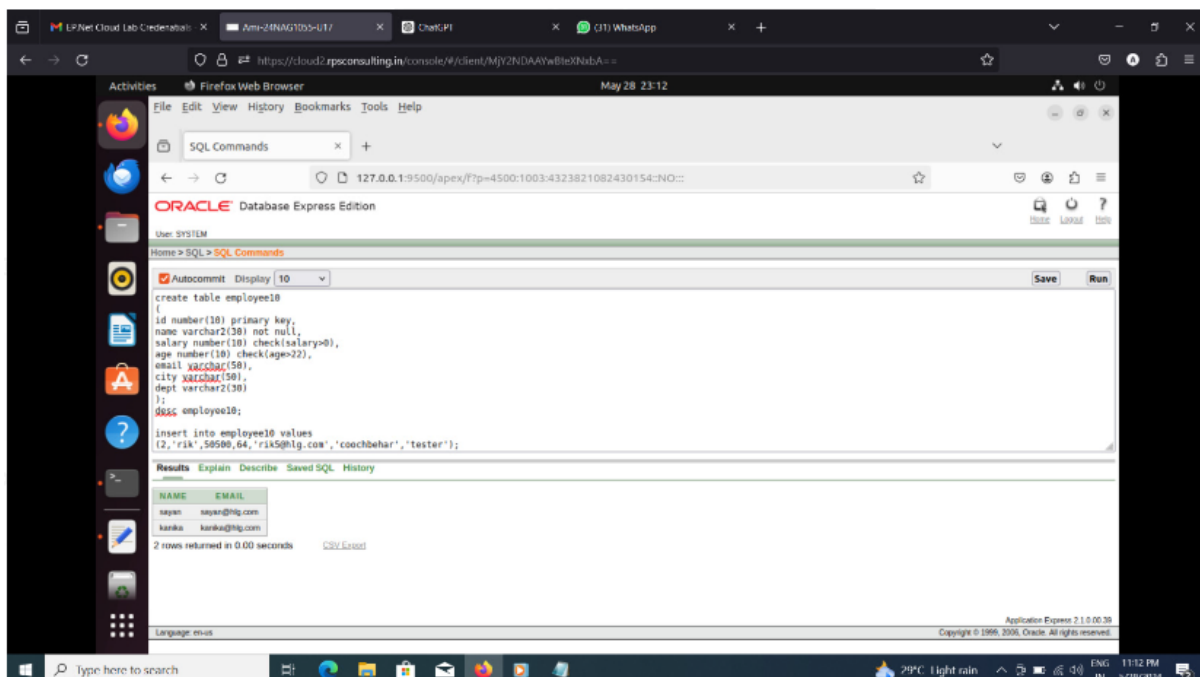 EP.Net Cloud Lab Credenatials
Ami-24NAG1055-U17
ChatGPT
(31) WhatsApp
https://cloud2.rpsconsulting.in/console/#/client/MjY2NDAAYwBteXNxbA==
Activities
Firefox Web Browser
May 28 23:12
File Edit View History Bookmarks Tools Help
SQL Commands
127.0.0.1:9500/apex/f?p=4500:1003:4323821082430154::NO:::
ORACLE Database Express Edition
Home Logout Help
User: SYSTEM
Home > SQL > SQL Commands
Autocommit Display 10
Save Run
create table employee10
(
id number(10) primary key,
name varchar2(30) not null,
salary number(10) check(salary>0),
age number(10) check(age>22),
email varchar(50),
city varchar(50),
dept varchar2(30)
);
desc employee10;
insert into employee10 values
(2,'rik',50500,64,'rik5@hlg.com','coochbehar','tester');
Results Explain Describe Saved SQL History
NAME EMAIL
sayan sayan@hlg.com
kanika kanika@hlg.com
2 rows returned in 0.00 seconds CSV Export
Application Express 2.1.0.00.39
Language: en-us Copyright © 1999, 2006, Oracle. All rights reserved.
Type here to search
29°C Light rain
ENG 11:12 PM
IN